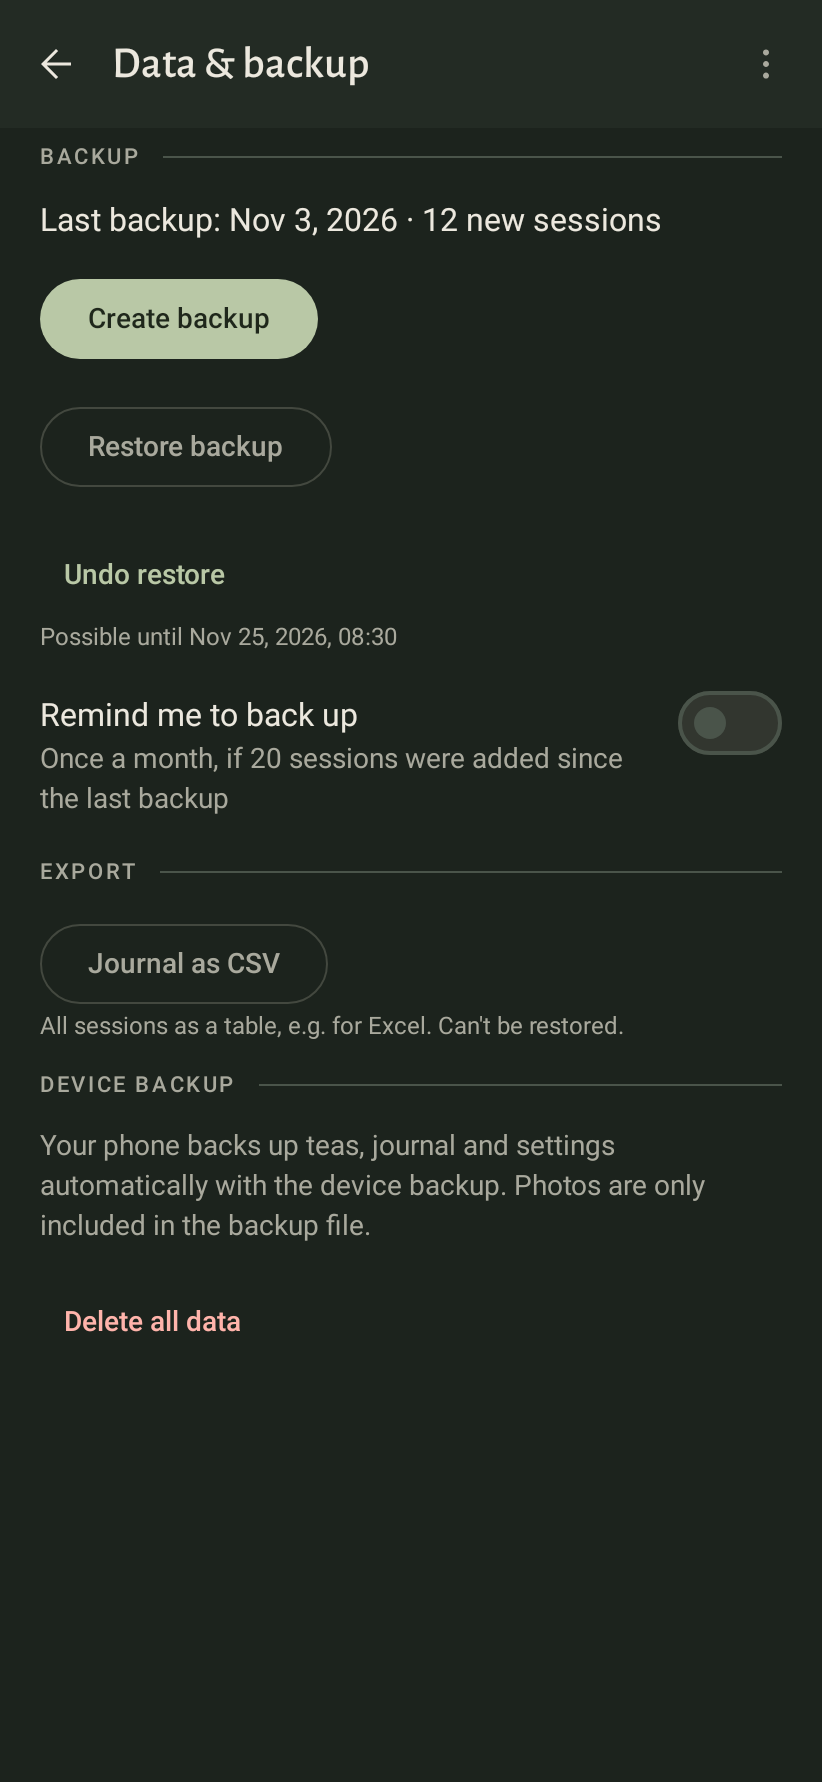 Data & backup
BACKUP
Last backup: Nov 3, 2026 · 12 new sessions
Create backup
Restore backup
Undo restore
Possible until Nov 25, 2026, 08:30
Remind me to back up
Once a month, if 20 sessions were added since
the last backup
EXPORT
Journal as CSV
All sessions as a table, e.g. for Excel. Can't be restored.
DEVICE BACKUP
Your phone backs up teas, journal and settings
automatically with the device backup. Photos are only
included in the backup file.
Delete all data